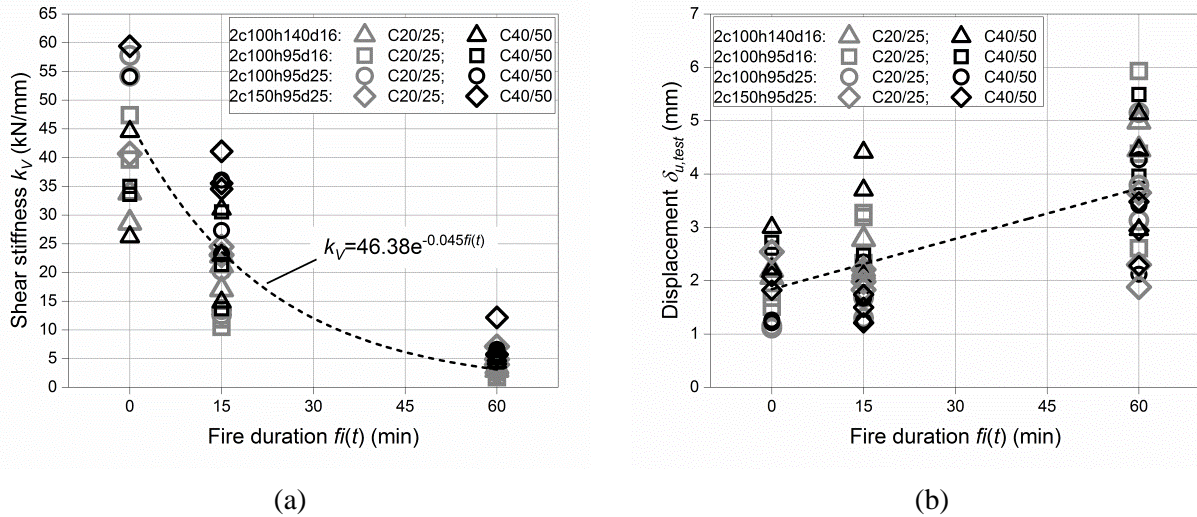 2c100h140d16: C20/25; C40/50
2c100h95d16: C20/25; C40/50
2c100h95d25: C20/25; C40/50
2c150h95d25: C20/25; C40/50
65
60
55
50
45
40
35
30
25
20
15
10
5
0
Shear stiffness k_V (kN/mm)
k_V=46.38e^-0.045fi(t)
0 15 30 45 60
Fire duration fi(t) (min)
(a)
2c100h140d16: C20/25; C40/50
2c100h95d16: C20/25; C40/50
2c100h95d25: C20/25; C40/50
2c150h95d25: C20/25; C40/50
7
6
5
4
3
2
1
0
Displacement δ_u,test (mm)
0 15 30 45 60
Fire duration fi(t) (min)
(b)